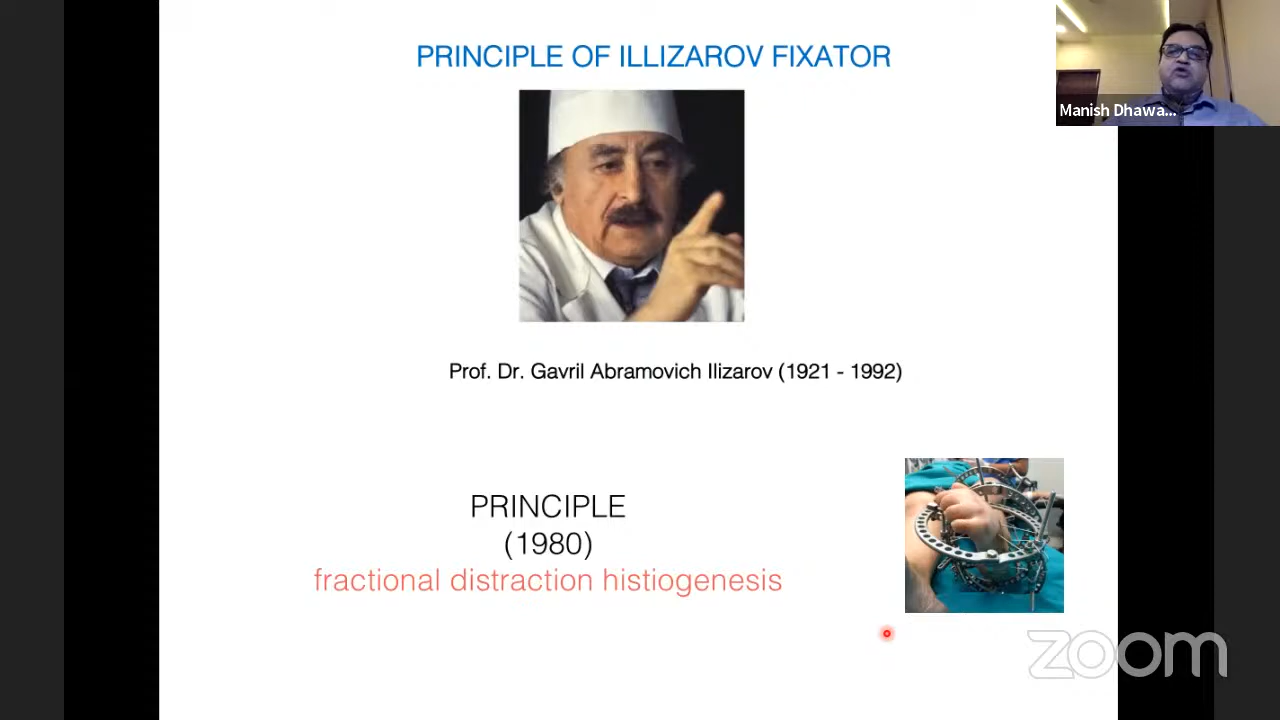 PRINCIPLE OF ILLIZAROV FIXATOR
Manish Dhawa...
Prof. Dr. Gavril Abramovich Ilizarov (1921 - 1992)
PRINCIPLE
(1980)
fractional distraction histiogenesis
zoom